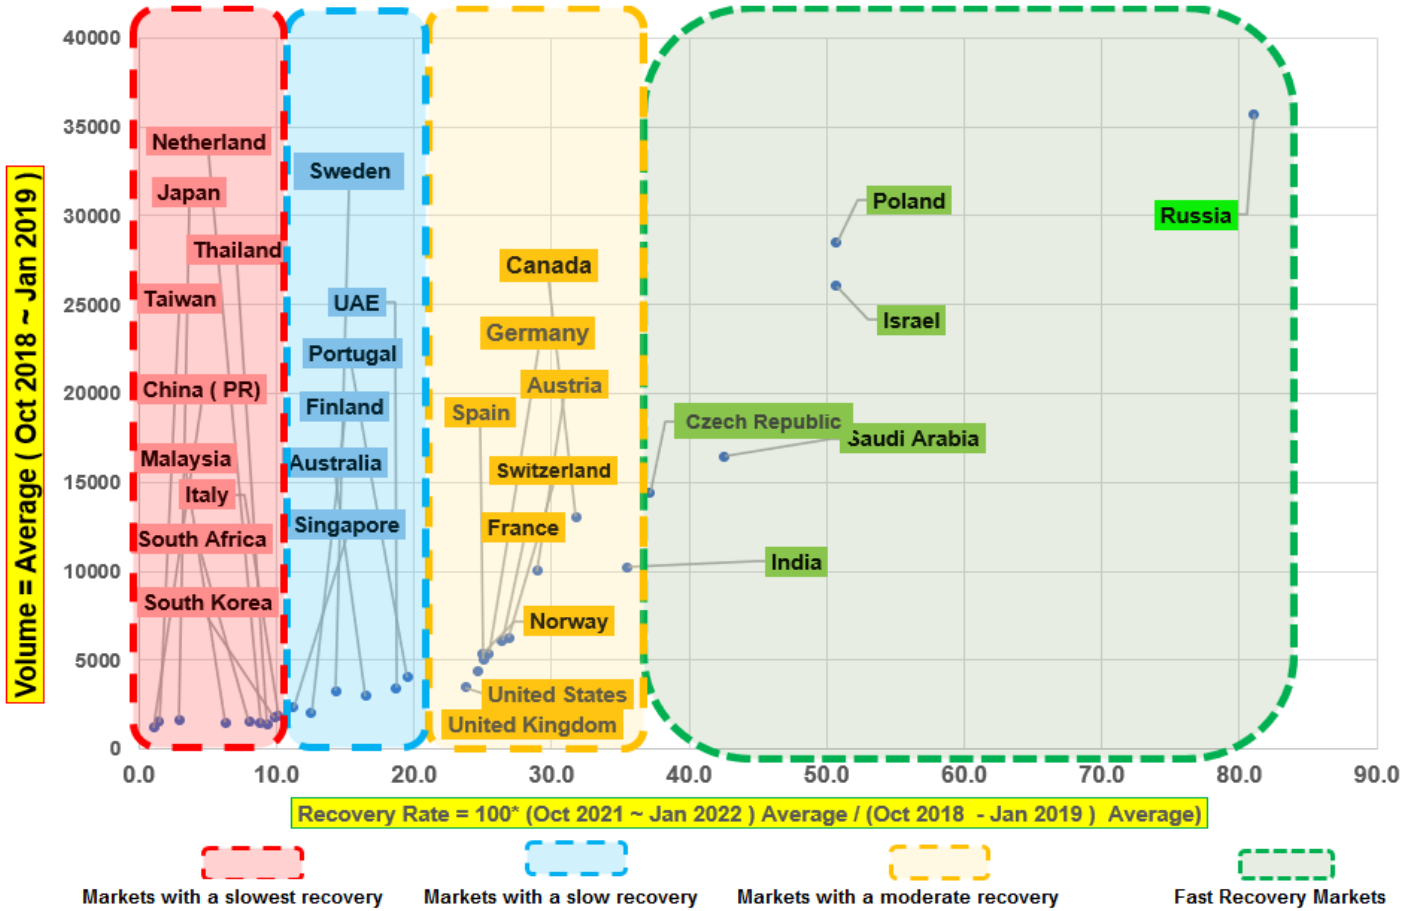 40000
35000
30000
25000
20000
15000
10000
5000
0
Volume = Average ( Oct 2018 ~ Jan 2019 )
Netherland
Japan
Thailand
Taiwan
China ( PR)
Malaysia
Italy
South Africa
South Korea
Sweden
UAE
Portugal
Finland
Australia
Singapore
Canada
Germany
Austria
Spain
Switzerland
France
Norway
United States
United Kingdom
Poland
Russia
Israel
Czech Republic
Saudi Arabia
India
0.0 10.0 20.0 30.0 40.0 50.0 60.0 70.0 80.0 90.0
Recovery Rate = 100* (Oct 2021 ~ Jan 2022 ) Average / (Oct 2018 - Jan 2019 ) Average)
Markets with a slowest recovery
Markets with a slow recovery
Markets with a moderate recovery
Fast Recovery Markets